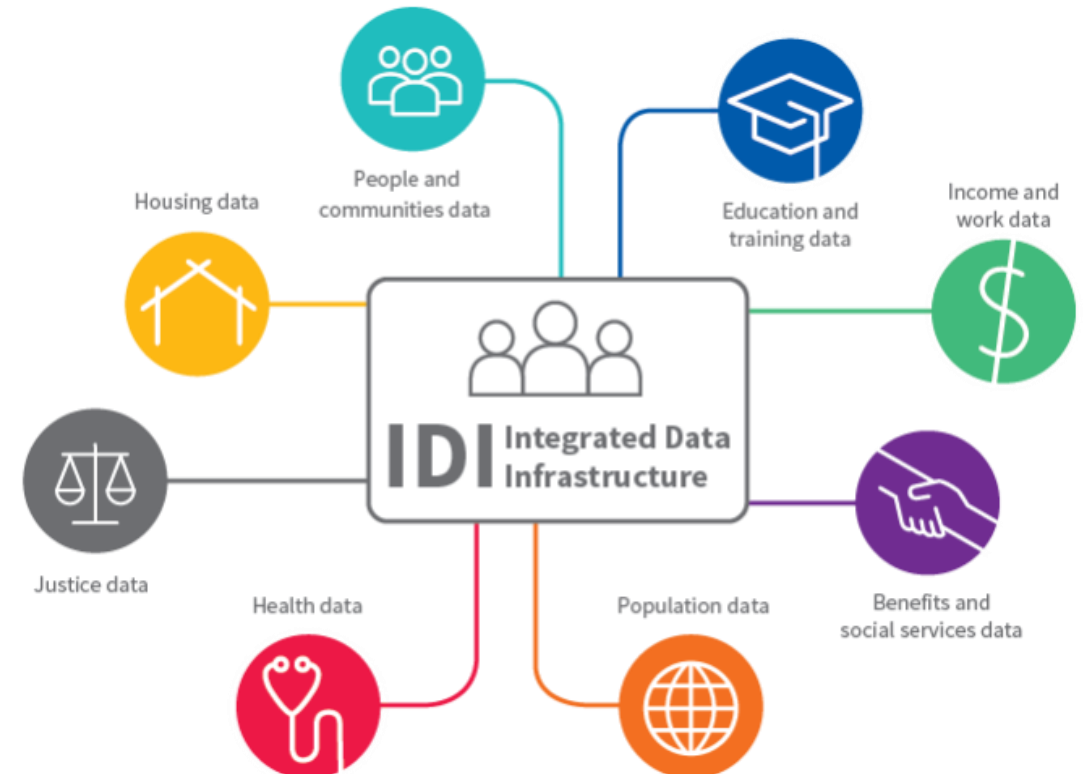 People and
communities data
Education and
training data
Income and
work data
Housing data
IDI Integrated Data
Infrastructure
Justice data
Health data
Population data
Benefits and
social services data